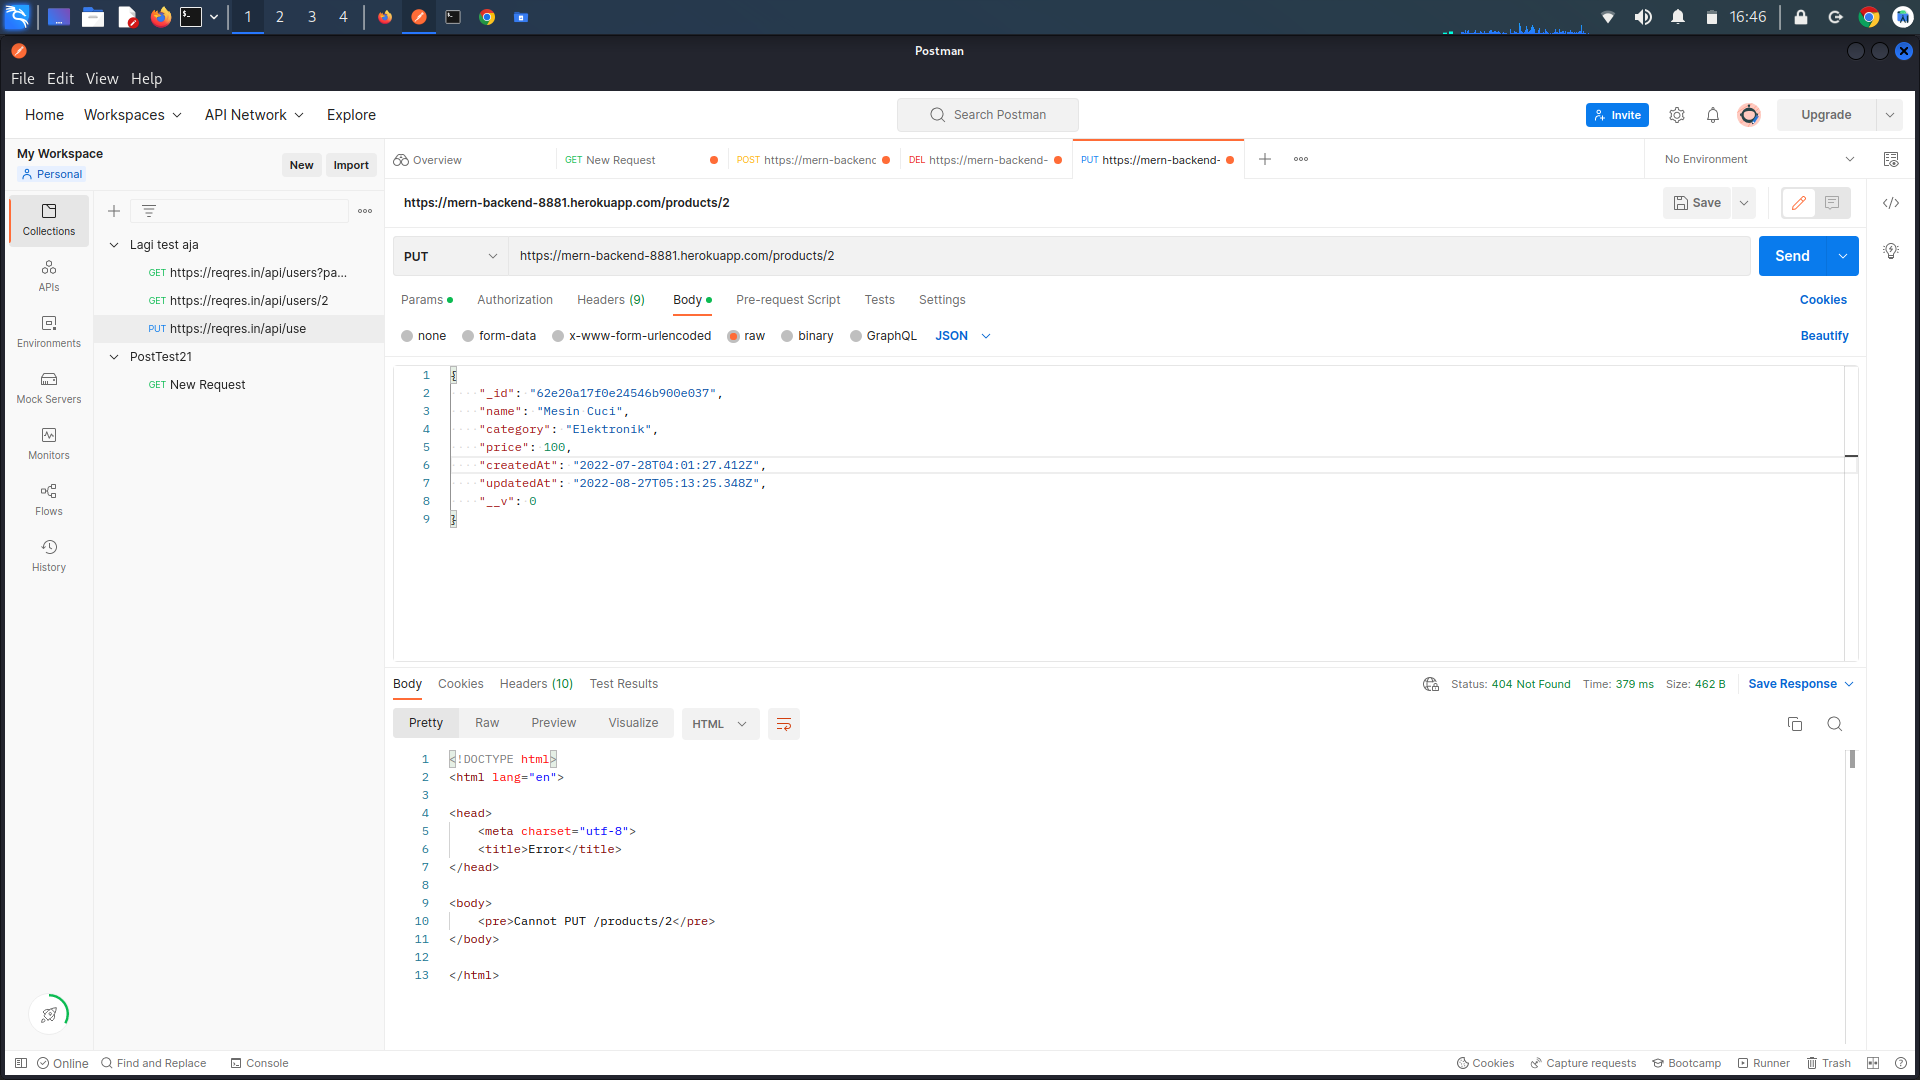 1 2 3 4 16:46
Postman
File Edit View Help
Home Workspaces API Network Explore Search Postman Invite Upgrade
My Workspace
Personal
New Import
Overview GET New Request POST https://mern-backenc DEL https://mern-backend- PUT https://mern-backend- No Environment
Collections
APIs
Environments
Mock Servers
Monitors
Flows
History
Lagi test aja
GET https://reqres.in/api/users?pa...
GET https://reqres.in/api/users/2
PUT https://reqres.in/api/use
PostTest21
GET New Request
https://mern-backend-8881.herokuapp.com/products/2 Save
PUT https://mern-backend-8881.herokuapp.com/products/2 Send
Params Authorization Headers (9) Body Pre-request Script Tests Settings Cookies
none form-data x-www-form-urlencoded raw binary GraphQL JSON Beautify
1 {
2 "_id": "62e20a17f0e24546b900e037",
3 "name": "Mesin Cuci",
4 "category": "Elektronik",
5 "price": 100,
6 "createdAt": "2022-07-28T04:01:27.412Z",
7 "updatedAt": "2022-08-27T05:13:25.348Z",
8 "__v": 0
9 }
Body Cookies Headers (10) Test Results Status: 404 Not Found Time: 379 ms Size: 462 B Save Response
Pretty Raw Preview Visualize HTML
1 <!DOCTYPE html>
2 <html lang="en">
3
4 <head>
5 <meta charset="utf-8">
6 <title>Error</title>
7 </head>
8
9 <body>
10 <pre>Cannot PUT /products/2</pre>
11 </body>
12
13 </html>
Online Find and Replace Console Cookies Capture requests Bootcamp Runner Trash